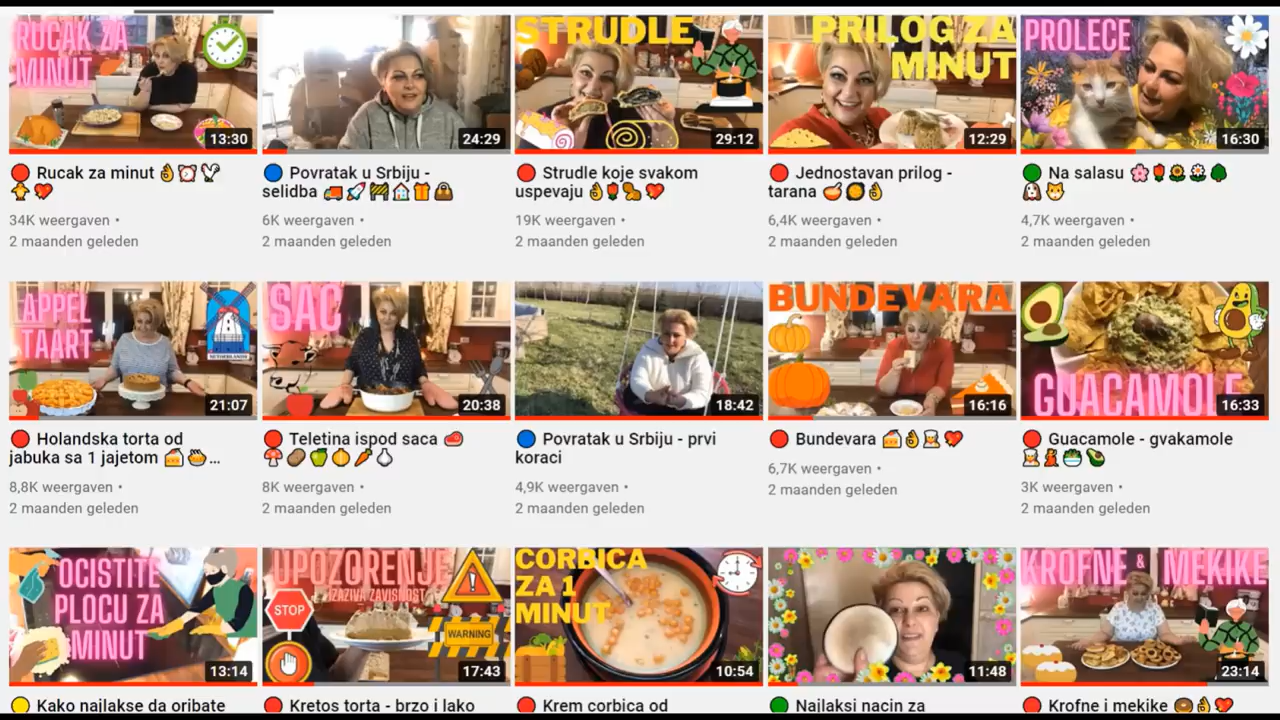 RUCAK ZA
MINUT
13:30
24:29
STRUDLE
29:12
PRILOG ZA
MINUT
12:29
PROLECE
16:30
Rucak za minut
34K weergaven •
2 maanden geleden
Povratak u Srbiju -
selidba
6K weergaven •
2 maanden geleden
Strudle koje svakom
uspevaju
19K weergaven •
2 maanden geleden
Jednostavan prilog -
tarana
6,4K weergaven •
2 maanden geleden
Na salasu
4,7K weergaven •
2 maanden geleden
APPEL
TAART
NETHERLANDS
21:07
SAC
20:38
18:42
BUNDEVARA
16:16
GUACAMOLE
16:33
Holandska torta od
jabuka sa 1 jajetom ...
8,8K weergaven •
2 maanden geleden
Teletina ispod saca
8K weergaven •
2 maanden geleden
Povratak u Srbiju - prvi
koraci
4,9K weergaven •
2 maanden geleden
Bundevara
6,7K weergaven •
2 maanden geleden
Guacamole - gvakamole
3K weergaven •
2 maanden geleden
OCISTITE
PLOCU ZA
MINUT
13:14
UPOZORENJE
IZAZIVA ZAVISNOST
STOP
WARNING
17:43
CORBICA
ZA 1
MINUT
10:54
11:48
KROFNE & MEKIKE
23:14
Kako najlakse da oribate
Kretos torta - brzo i lako
Krem corbica od
Najlaksi nacin za
Krofne i mekike